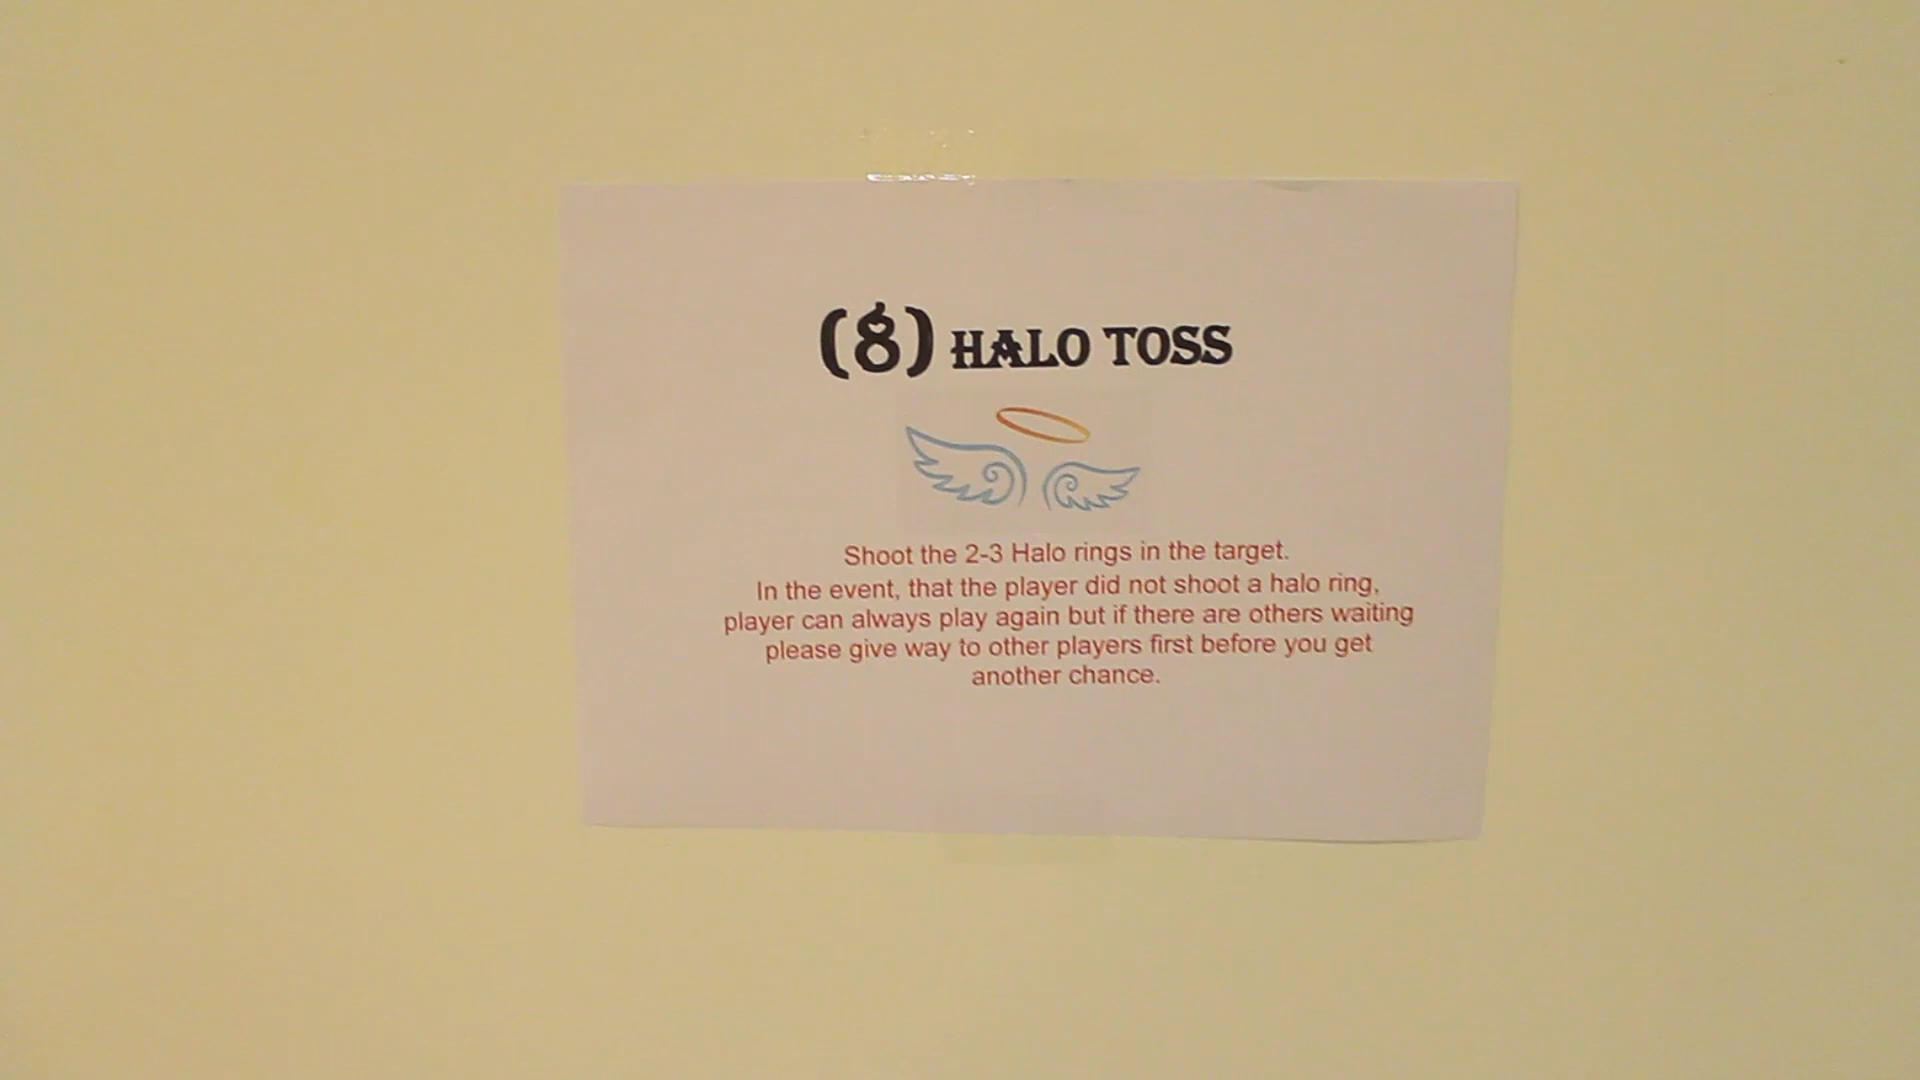 (8) HALO TOSS
Shoot the 2-3 Halo rings in the target.
In the event, that the player did not shoot a halo ring,
player can always play again but if there are others waiting
please give way to other players first before you get
another chance.